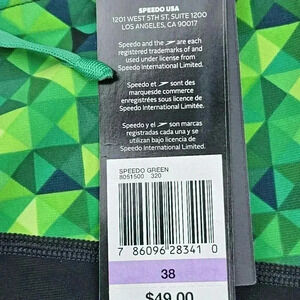 SPEEDO USA
1201 WEST 5TH ST, SUITE 1200
LOS ANGELES, CA 90017
Speedo and the are each
registered trademarks of and
used under license from
Speedo International Limited.
Speedo et sont des
marques de commerce
enregistrées sous licence de
Speedo International Limited.
Speedo y el son marcas
registradas cada una y se
utilizan bajo licencia de
Speedo International Limited.
SPEEDO GREEN
8051500 320
7 86096 28341 0
38
$49.00